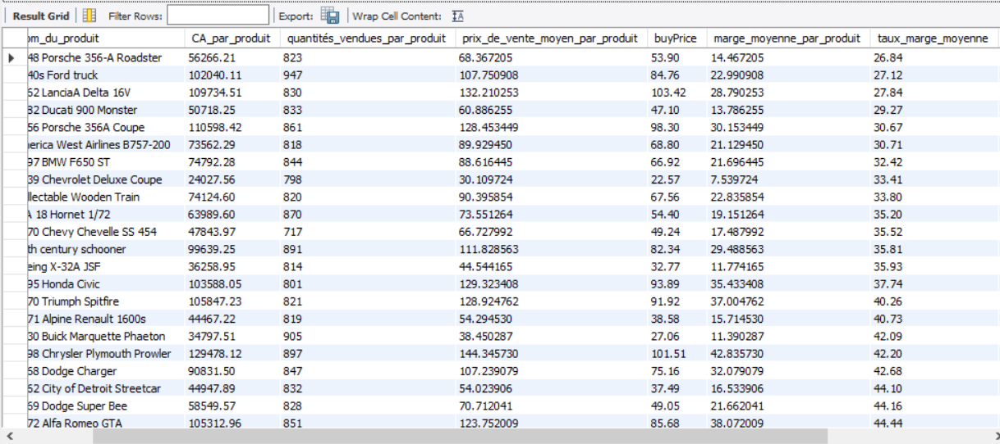 Result Grid Filter Rows: Export: Wrap Cell Content:
om_du_produit CA_par_produit quantités_vendues_par_produit prix_de_vente_moyen_par_produit buyPrice marge_moyenne_par_produit taux_marge_moyenne
48 Porsche 356-A Roadster 56266.21 823 68.367205 53.90 14.467205 26.84
40s Ford truck 102040.11 947 107.750908 84.76 22.990908 27.12
62 LanciaA Delta 16V 109734.51 830 132.210253 103.42 28.790253 27.84
82 Ducati 900 Monster 50718.25 833 60.886255 47.10 13.786255 29.27
56 Porsche 356A Coupe 110598.42 861 128.453449 98.30 30.153449 30.67
erica West Airlines B757-200 73562.29 818 89.929450 68.80 21.129450 30.71
97 BMW F650 ST 74792.28 844 88.616445 66.92 21.696445 32.42
39 Chevrolet Deluxe Coupe 24027.56 798 30.109724 22.57 7.539724 33.41
llectable Wooden Train 74124.60 820 90.395854 67.56 22.835854 33.80
A 18 Hornet 1/72 63989.60 870 73.551264 54.40 19.151264 35.20
70 Chevy Chevelle SS 454 47843.97 717 66.727992 49.24 17.487992 35.52
th century schooner 99639.25 891 111.828563 82.34 29.488563 35.81
eing X-32A JSF 36258.95 814 44.544165 32.77 11.774165 35.93
95 Honda Civic 103588.05 801 129.323408 93.89 35.433408 37.74
70 Triumph Spitfire 105847.23 821 128.924762 91.92 37.004762 40.26
71 Alpine Renault 1600s 44467.22 819 54.294530 38.58 15.714530 40.73
30 Buick Marquette Phaeton 34797.51 905 38.450287 27.06 11.390287 42.09
98 Chrysler Plymouth Prowler 129478.12 897 144.345730 101.51 42.835730 42.20
68 Dodge Charger 90831.50 847 107.239079 75.16 32.079079 42.68
62 City of Detroit Streetcar 44947.89 832 54.023906 37.49 16.533906 44.10
69 Dodge Super Bee 58549.57 828 70.712041 49.05 21.662041 44.16
72 Alfa Romeo GTA 105312.96 851 123.752009 85.68 38.072009 44.44